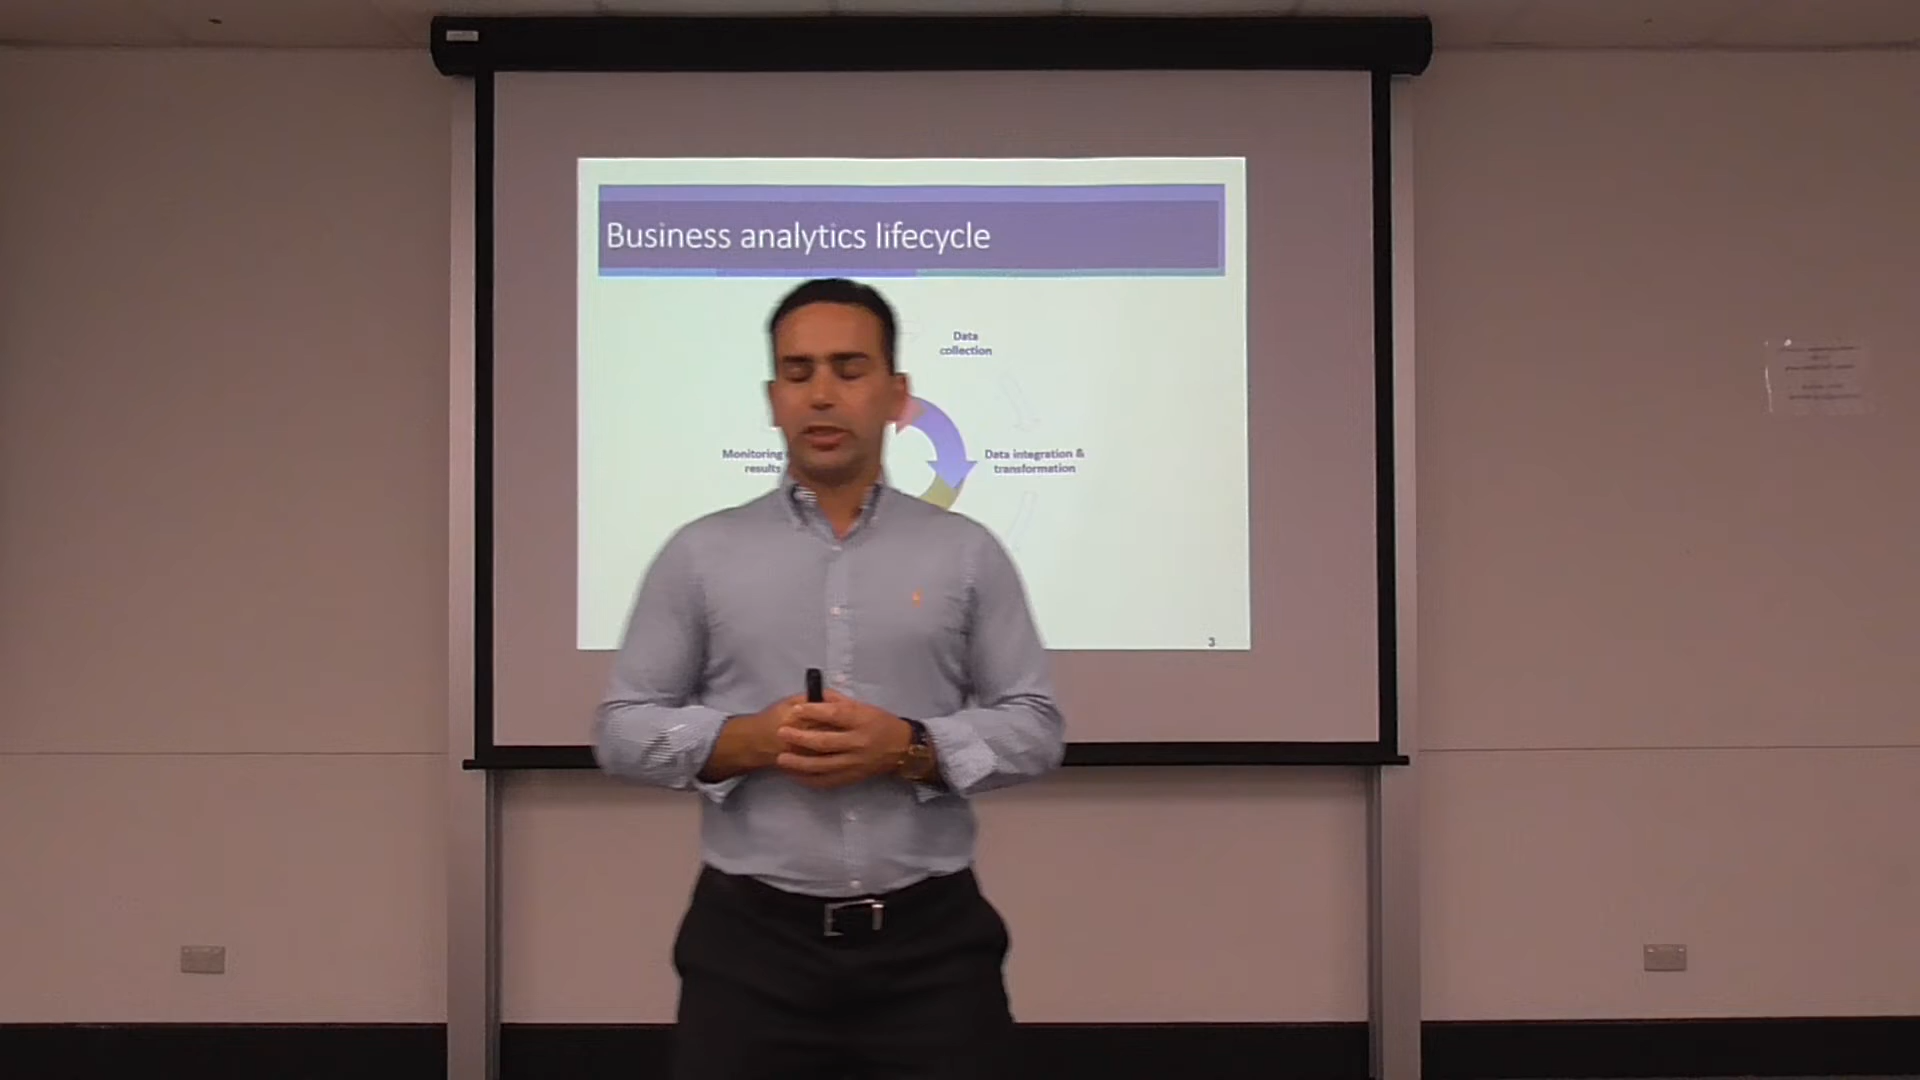 Business analytics lifecycle
Data
collection
Monitoring
results
Data integration &
transformation
3